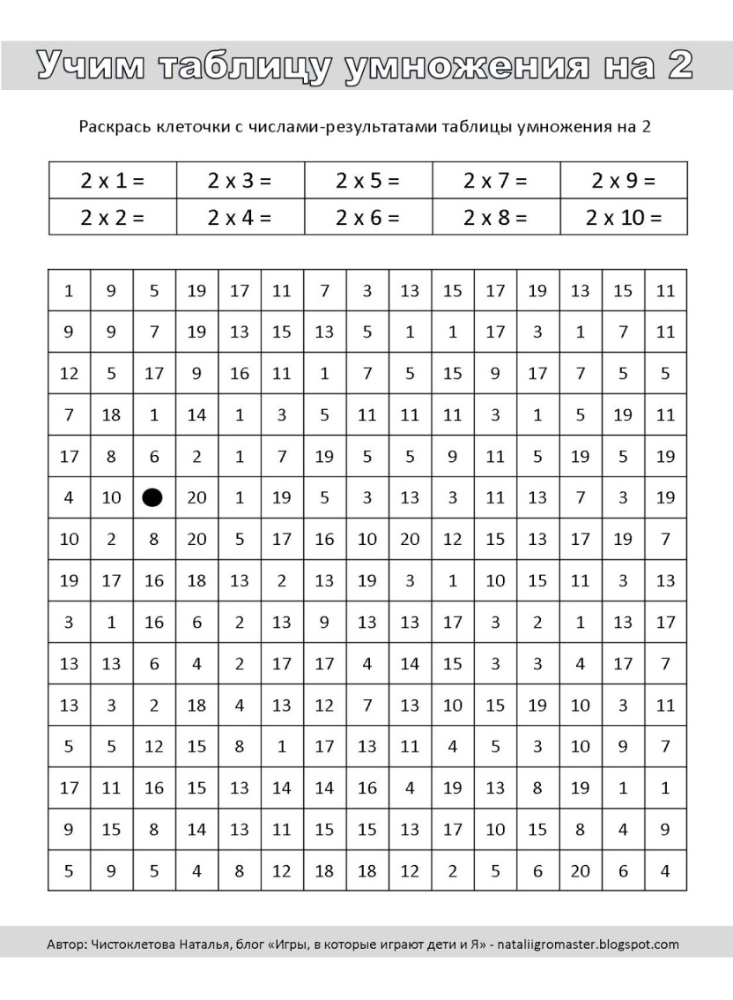 Учим таблицу умножения на 2
Раскрась клеточки с числами-результатами таблицы умножения на 2
2 x 1 = 2 x 3 = 2 x 5 = 2 x 7 = 2 x 9 =
2 x 2 = 2 x 4 = 2 x 6 = 2 x 8 = 2 x 10 =
1 9 5 19 17 11 7 3 13 15 17 19 13 15 11
9 9 7 19 13 15 13 5 1 1 17 3 1 7 11
12 5 17 9 16 11 1 7 5 15 9 17 7 5 5
7 18 1 14 1 3 5 11 11 11 3 1 5 19 11
17 8 6 2 1 7 19 5 5 9 11 5 19 5 19
4 10 20 1 19 5 3 13 3 11 13 7 3 19
10 2 8 20 5 17 16 10 20 12 15 13 17 19 7
19 17 16 18 13 2 13 19 3 1 10 15 11 3 13
3 1 16 6 2 13 9 13 13 17 3 2 1 13 17
13 13 6 4 2 17 17 4 14 15 3 3 4 17 7
13 3 2 18 4 13 12 7 13 10 15 19 10 3 11
5 5 12 15 8 1 17 13 11 4 5 3 10 9 7
17 11 16 15 13 14 14 16 4 19 13 8 19 1 1
9 15 8 14 13 11 15 15 13 17 10 15 8 4 9
5 9 5 4 8 12 18 18 12 2 5 6 20 6 4
Автор: Чистоклетова Наталья, блог «Игры, в которые играют дети и Я» - nataliigromaster.blogspot.com